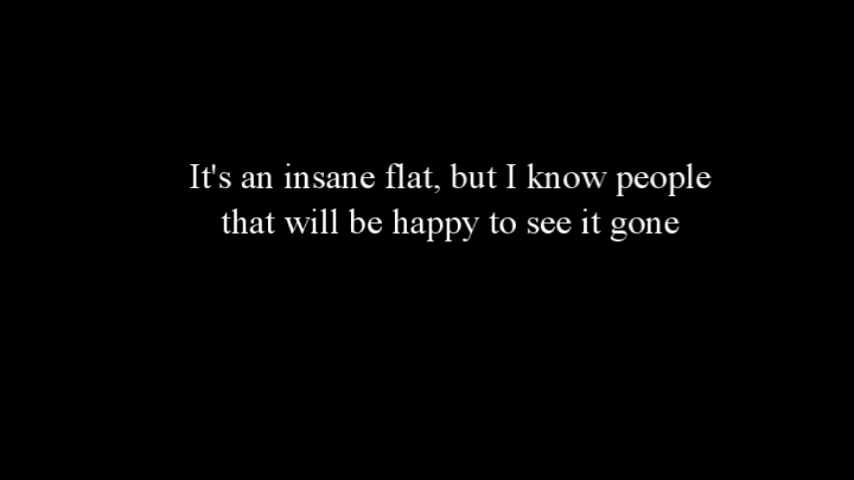 It's an insane flat, but I know people
that will be happy to see it gone